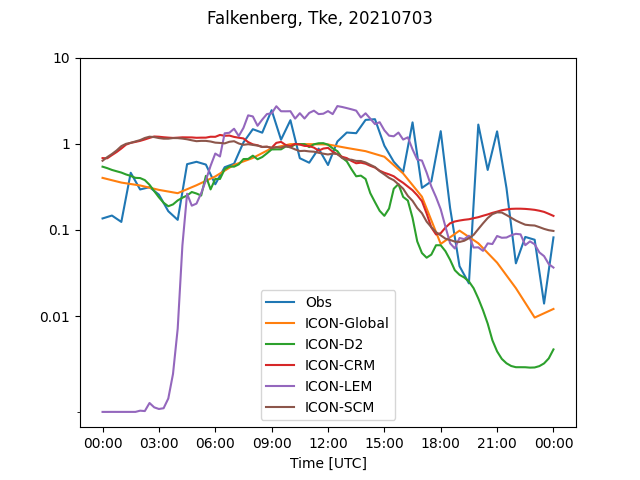 Falkenberg, Tke, 20210703
10
1
0.1
0.01
Obs
ICON-Global
ICON-D2
ICON-CRM
ICON-LEM
ICON-SCM
00:00 03:00 06:00 09:00 12:00 15:00 18:00 21:00 00:00
Time [UTC]